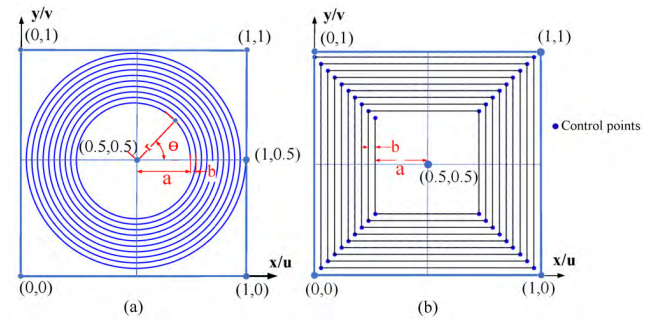 y/v
(0,1)
(1,1)
(0.5,0.5)
r
Θ
(1,0.5)
a
b
x/u
(0,0)
(1,0)
(a)
y/v
(0,1)
(1,1)
Control points
b
a
(0.5,0.5)
x/u
(0,0)
(1,0)
(b)